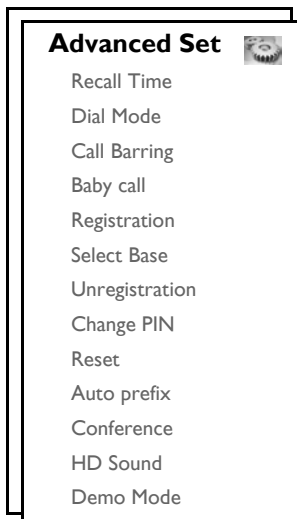 Advanced Set
Recall Time
Dial Mode
Call Barring
Baby call
Registration
Select Base
Unregistration
Change PIN
Reset
Auto prefix
Conference
HD Sound
Demo Mode